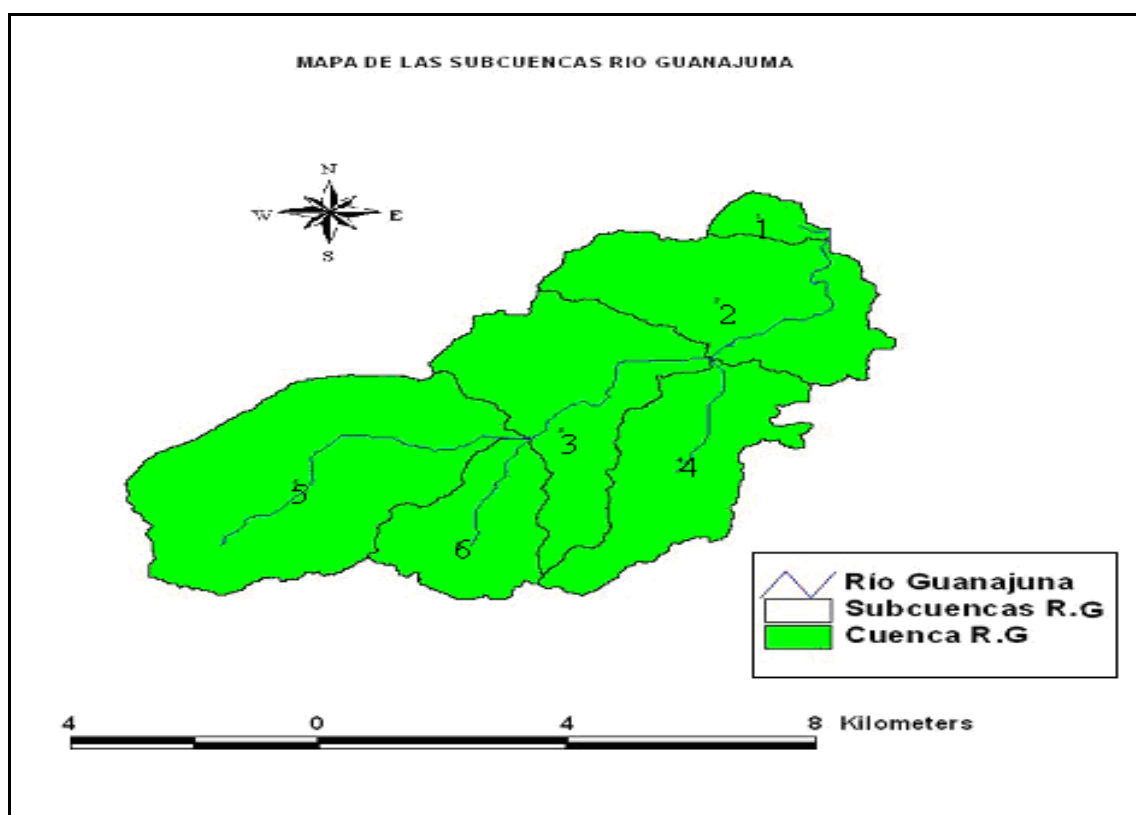 MAPA DE LAS SUBCUENCAS RIO GUANAJUMA
N
W E
S
1
2
3
4
5
6
Río Guanajuna
Subcuencas R.G
Cuenca R.G
4 0 4 8 Kilometers